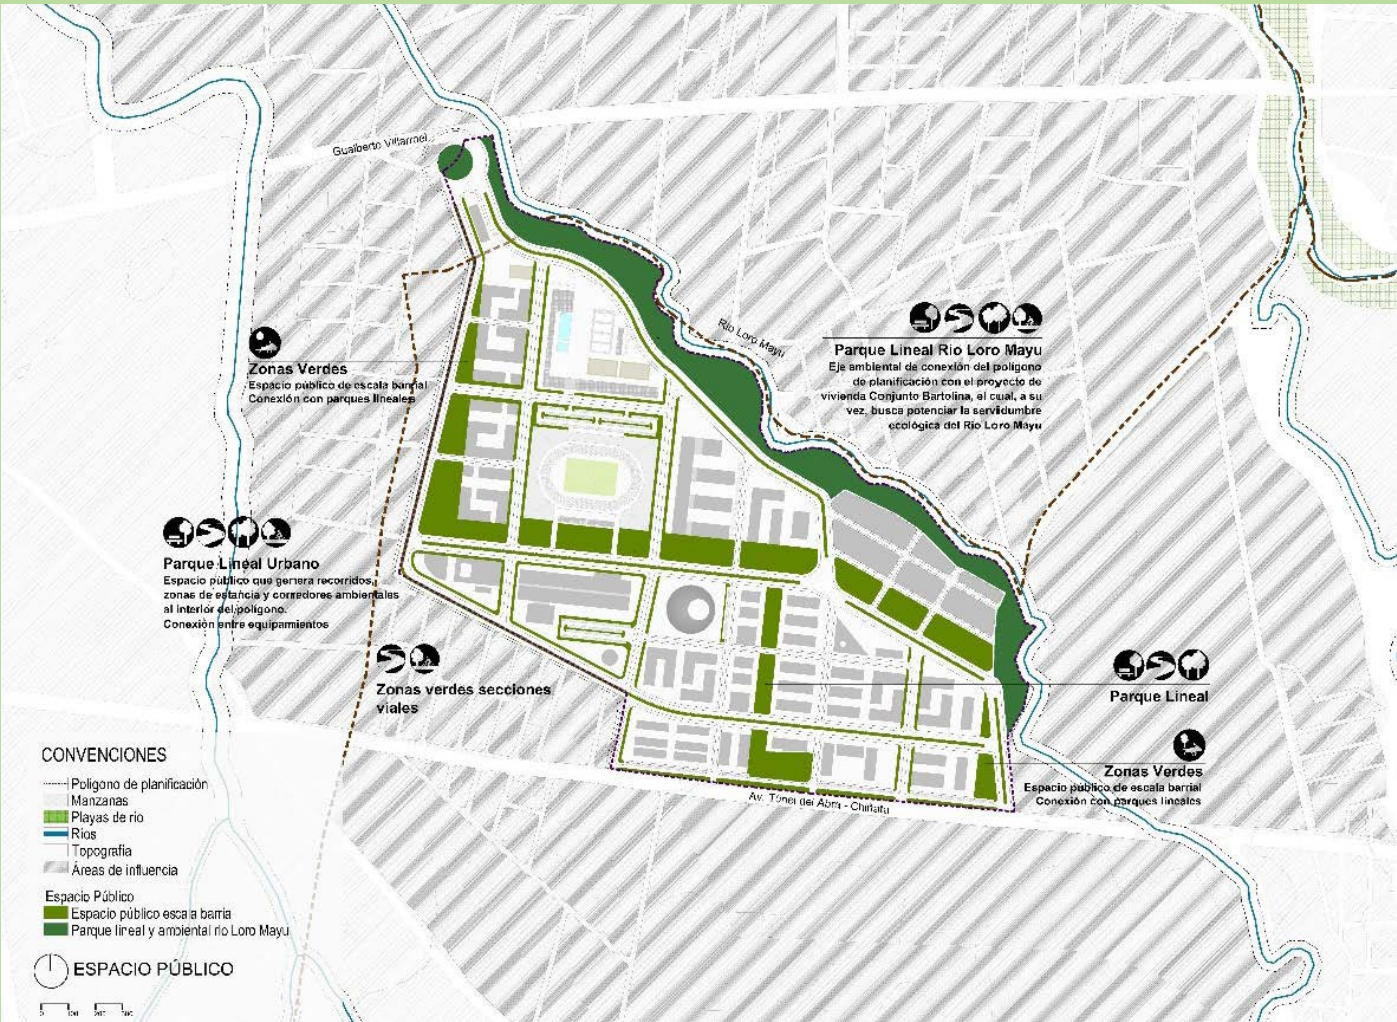 Gualberto Villarroel
Río Loro Mayu
Parque Lineal Río Loro Mayu
Eje ambiental de conexión del polígono
de planificación con el proyecto de
vivienda Conjunto Bartolina, el cual, a su
vez, busca potenciar la servidumbre
ecológica del Río Loro Mayu
Zonas Verdes
Espacio público de escala barrial
Conexión con parques lineales
Parque Lineal Urbano
Espacio público que genera recorridos,
zonas de estancia y corredores ambientales
al interior del polígono.
Conexión entre equipamientos
Zonas verdes secciones
viales
Parque Lineal
Zonas Verdes
Espacio público de escala barrial
Conexión con parques lineales
Av. Túnel del Abra - Chiñata
CONVENCIONES
Polígono de planificación
Manzanas
Playas de río
Ríos
Topografía
Áreas de influencia
Espacio Público
Espacio público escala barria
Parque lineal y ambiental río Loro Mayu
ESPACIO PÚBLICO
0 100 200